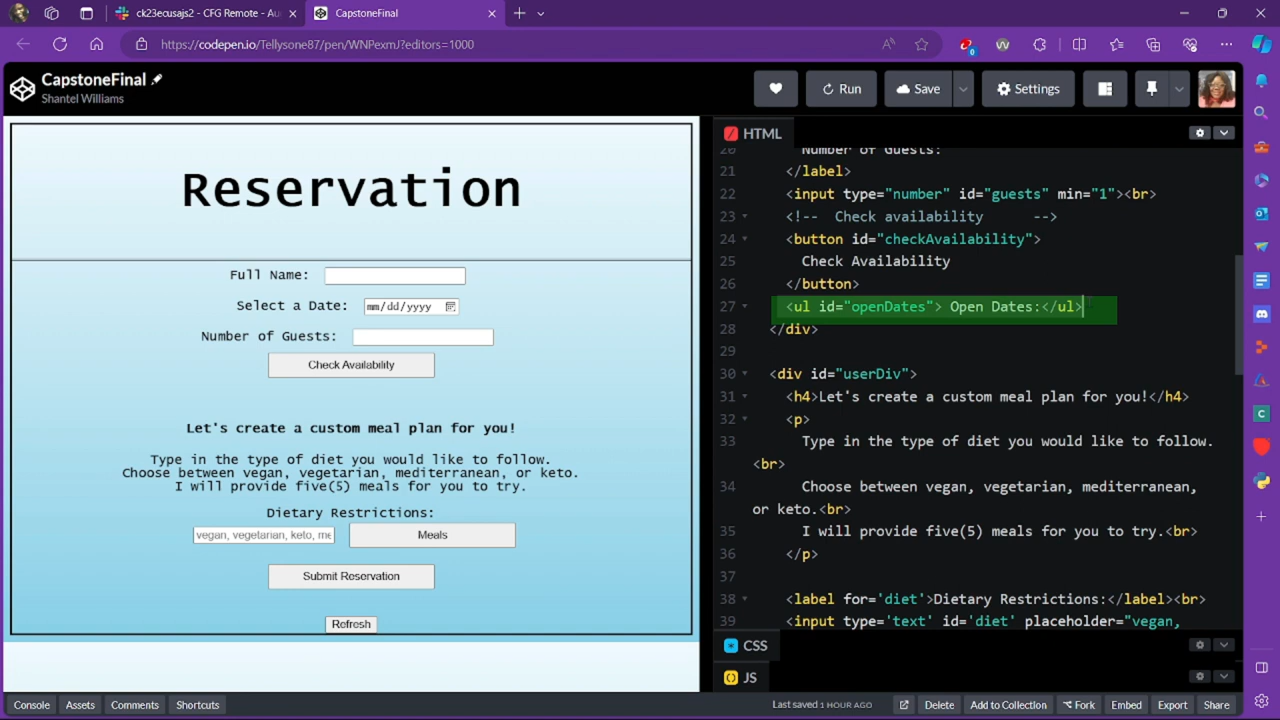 ck23ecusajs2 - CFG Remote - Au
CapstoneFinal
https://codepen.io/Tellysone87/pen/WNPexmJ?editors=1000
CapstoneFinal
Shantel Williams
Run
Save
Settings
Reservation
Full Name:
Select a Date: mm/dd/yyyy
Number of Guests:
Check Availability
Let's create a custom meal plan for you!
Type in the type of diet you would like to follow.
Choose between vegan, vegetarian, mediterranean, or keto.
I will provide five(5) meals for you to try.
Dietary Restrictions:
vegan, vegetarian, keto, me
Meals
Submit Reservation
Refresh
HTML
20 Number of Guests:
21 </label>
22 <input type="number" id="guests" min="1"><br>
23 <!-- Check availability -->
24 <button id="checkAvailability">
25 Check Availability
26 </button>
27 <ul id="openDates"> Open Dates:</ul>
28 </div>
29
30 <div id="userDiv">
31 <h4>Let's create a custom meal plan for you!</h4>
32 <p>
33 Type in the type of diet you would like to follow.
<br>
34 Choose between vegan, vegetarian, mediterranean,
or keto.<br>
35 I will provide five(5) meals for you to try.<br>
36 </p>
37
38 <label for='diet'>Dietary Restrictions:</label><br>
39 <input type='text' id='diet' placeholder="vegan,
CSS
JS
Console
Assets
Comments
Shortcuts
Last saved 1 HOUR AGO
Delete
Add to Collection
Fork
Embed
Export
Share